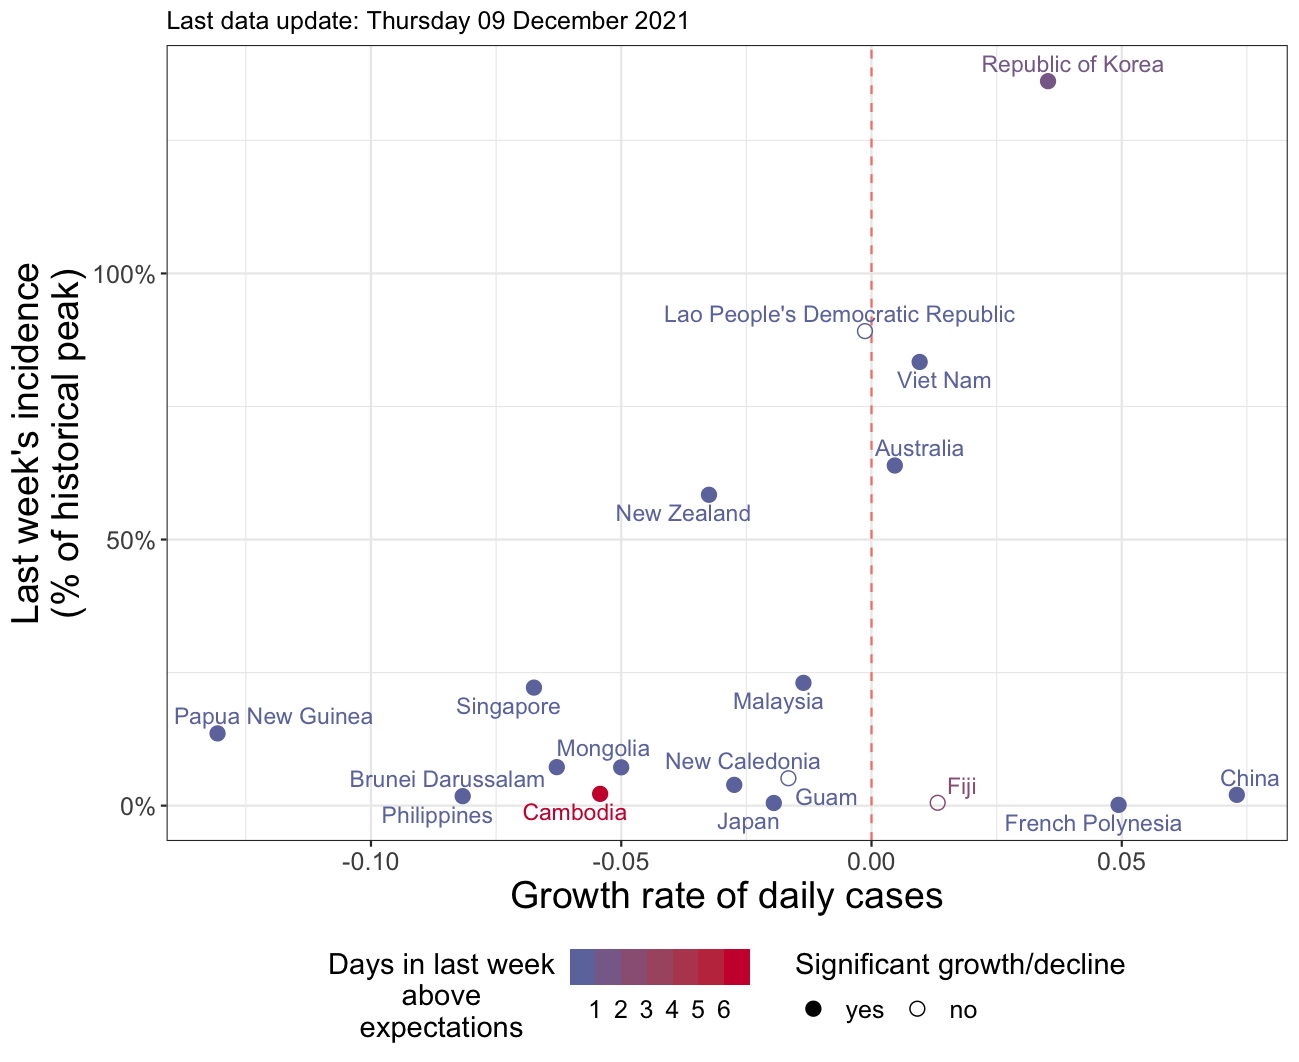 Last data update: Thursday 09 December 2021
Republic of Korea
Last week's incidence
(% of historical peak)
100%
Lao People's Democratic Republic
Viet Nam
Australia
New Zealand
50%
Singapore
Malaysia
Papua New Guinea
Mongolia
New Caledonia
Brunei Darussalam
Fiji
China
Guam
0%
Philippines
Cambodia
Japan
French Polynesia
-0.10 -0.05 0.00 0.05
Growth rate of daily cases
Days in last week
above
expectations
1 2 3 4 5 6
Significant growth/decline
yes no